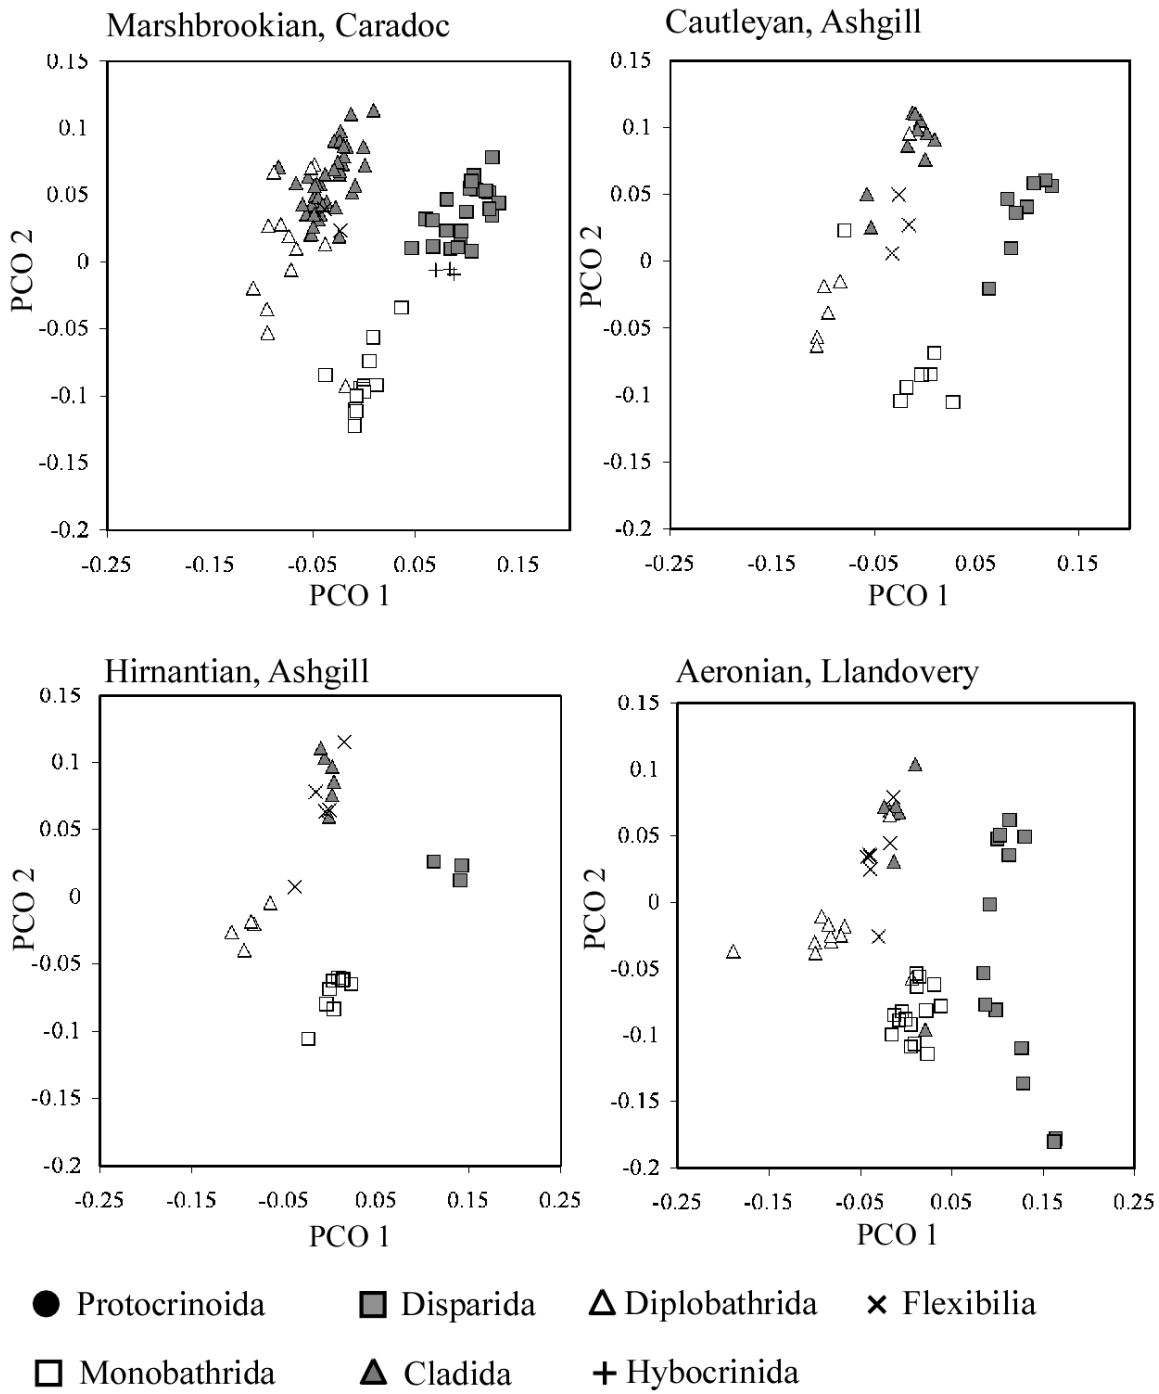 Marshbrookian, Caradoc
0.15
0.1
0.05
0
-0.05
-0.1
-0.15
-0.2
PCO 2
-0.25 -0.15 -0.05 0.05 0.15
PCO 1
Cautleyan, Ashgill
0.15
0.1
0.05
0
-0.05
-0.1
-0.15
-0.2
PCO 2
-0.25 -0.15 -0.05 0.05 0.15
PCO 1
Hirnantian, Ashgill
0.15
0.1
0.05
0
-0.05
-0.1
-0.15
-0.2
PCO 2
-0.25 -0.15 -0.05 0.05 0.15 0.25
PCO 1
Aeronian, Llandovery
0.15
0.1
0.05
0
-0.05
-0.1
-0.15
-0.2
PCO 2
-0.25 -0.15 -0.05 0.05 0.15 0.25
PCO 1
Protocrinoida Disparida Diplobathrida Flexibilia
Monobathrida Cladida Hybocrinida